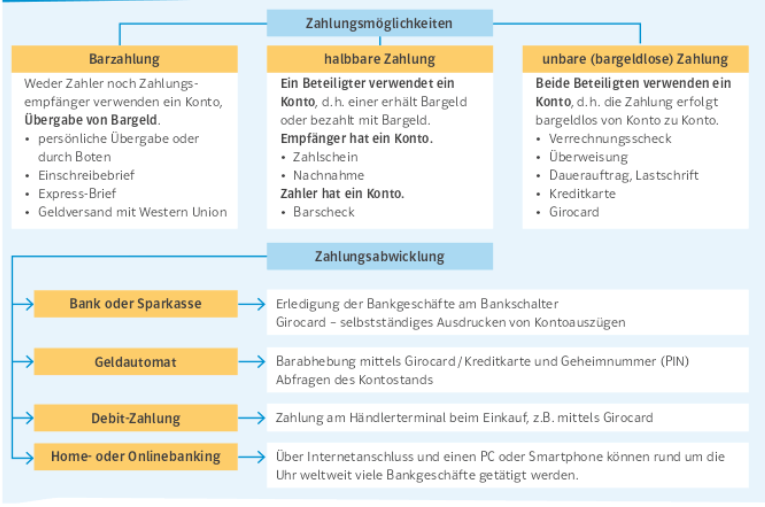 Zahlungsmöglichkeiten
Barzahlung
Weder Zahler noch Zahlungs-
empfänger verwenden ein Konto,
Übergabe von Bargeld.
• persönliche Übergabe oder
durch Boten
• Einschreibebrief
• Express-Brief
• Geldversand mit Western Union
halbbare Zahlung
Ein Beteiligter verwendet ein
Konto, d.h. einer erhält Bargeld
oder bezahlt mit Bargeld.
Empfänger hat ein Konto.
• Zahlschein
• Nachnahme
Zahler hat ein Konto.
• Barscheck
unbare (bargeldlose) Zahlung
Beide Beteiligten verwenden ein
Konto, d.h. die Zahlung erfolgt
bargeldlos von Konto zu Konto.
• Verrechnungsscheck
• Überweisung
• Dauerauftrag, Lastschrift
• Kreditkarte
• Girocard
Zahlungsabwicklung
Bank oder Sparkasse
Erledigung der Bankgeschäfte am Bankschalter
Girocard – selbstständiges Ausdrucken von Kontoauszügen
Geldautomat
Barabhebung mittels Girocard/Kreditkarte und Geheimnummer (PIN)
Abfragen des Kontostands
Debit-Zahlung
Zahlung am Händlerterminal beim Einkauf, z.B. mittels Girocard
Home- oder Onlinebanking
Über Internetanschluss und einen PC oder Smartphone können rund um die
Uhr weltweit viele Bankgeschäfte getätigt werden.